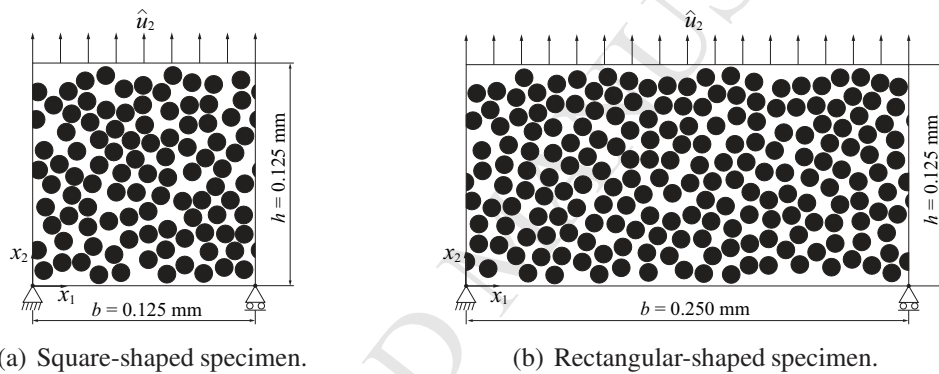 û₂
û₂
h = 0.125 mm
h = 0.125 mm
x₂
x₂
x₁
x₁
b = 0.125 mm
b = 0.250 mm
a) Square-shaped specimen.
(b) Rectangular-shaped specimen.